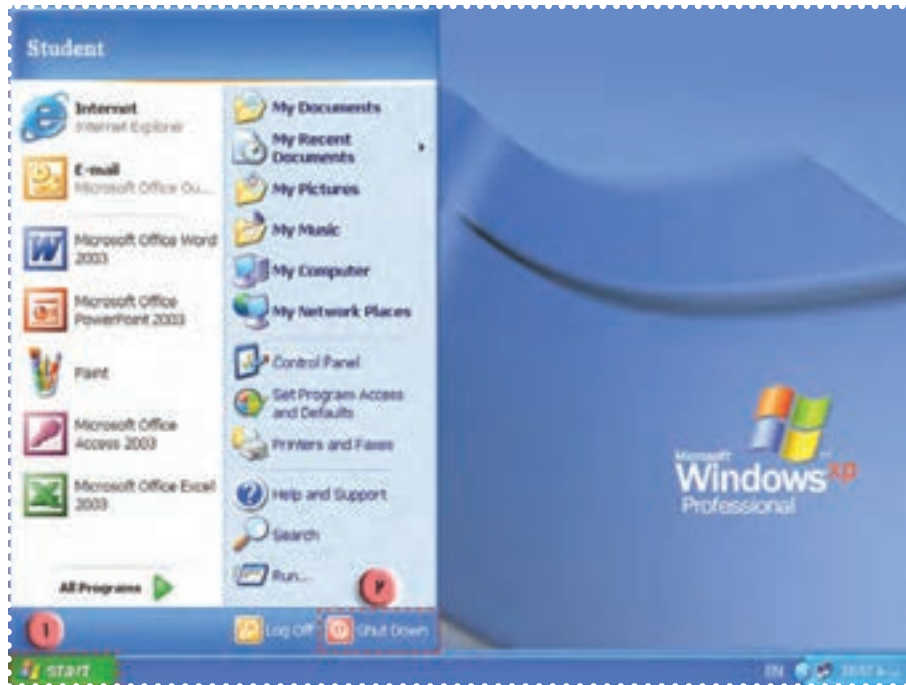 Student
Internet
Internet Explorer
E-mail
Microsoft Office Ou...
Microsoft Office Word
2003
Microsoft Office
PowerPoint 2003
Paint
Microsoft Office
Access 2003
Microsoft Office Excel
2003
All Programs
My Documents
My Recent
Documents
My Pictures
My Music
My Computer
My Network Places
Control Panel
Set Program Access
and Defaults
Printers and Faxes
Help and Support
Search
Run...
۱
۲
Log Off
Shut Down
start
Microsoft
Windows xp
Professional
EN